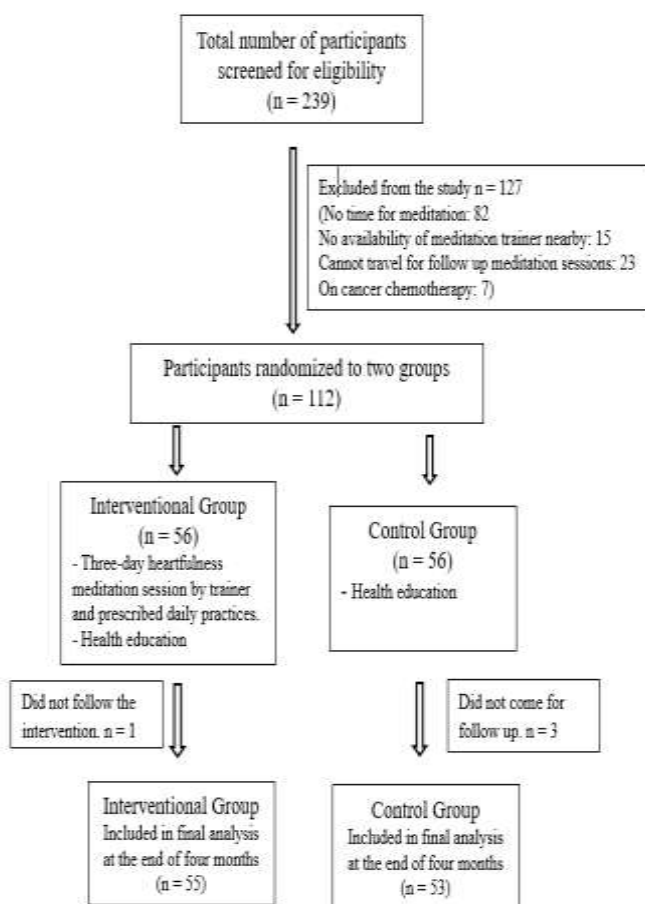 Total number of participants
screened for eligibility
(n = 239)
Excluded from the study n = 127
(No time for meditation: 82
No availability of meditation trainer nearby: 15
Cannot travel for follow up meditation sessions: 23
On cancer chemotherapy: 7)
Participants randomized to two groups
(n = 112)
Interventional Group
(n = 56)
- Three-day heartfulness
meditation session by trainer
and prescribed daily practices.
- Health education
Control Group
(n = 56)
- Health education
Did not follow the
intervention. n = 1
Did not come for
follow up. n = 3
Interventional Group
Included in final analysis
at the end of four months
(n = 55)
Control Group
Included in final analysis
at the end of four months
(n = 53)